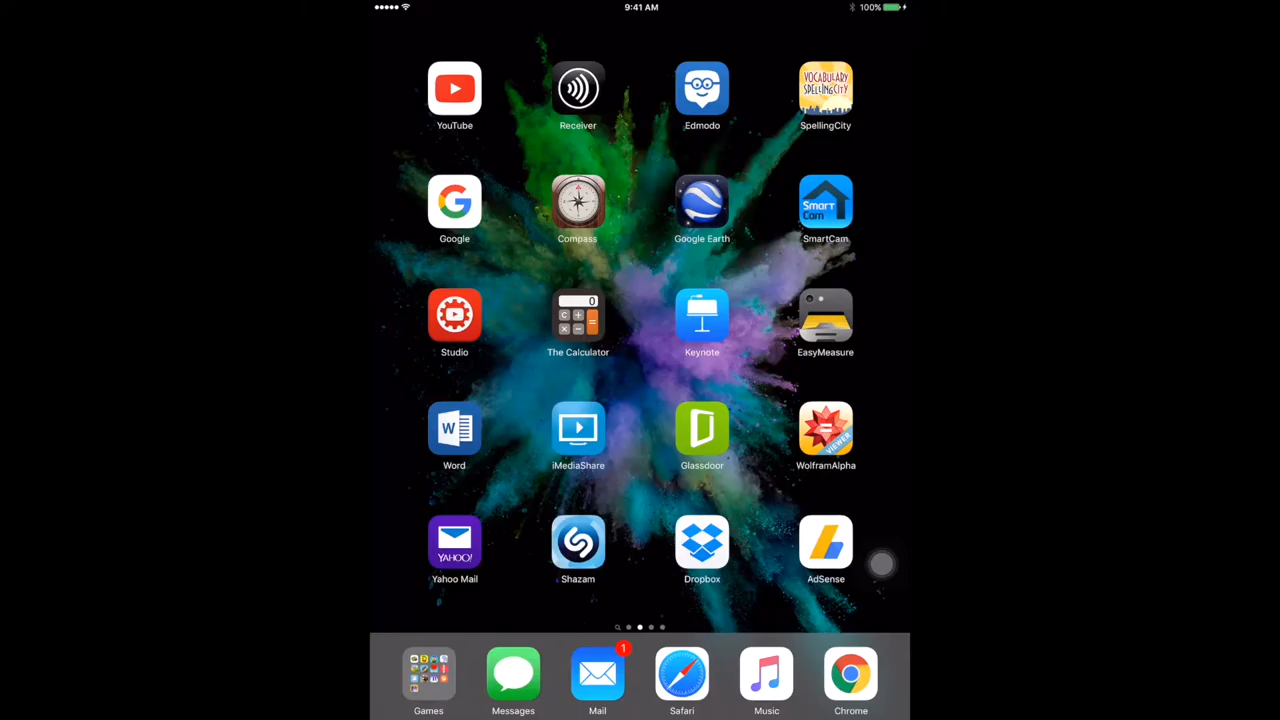 9:41 AM
100%
VOCABULARY
SPELLINGCITY
YouTube
Receiver
Edmodo
SpellingCity
G
Smart
Cam
Google
Compass
Google Earth
SmartCam
0
C + =
× −
Studio
The Calculator
Keynote
EasyMeasure
W
=
VIEWER
Word
iMediaShare
Glassdoor
WolframAlpha
YAHOO!
Yahoo Mail
Shazam
Dropbox
AdSense
1
Games
Messages
Mail
Safari
Music
Chrome